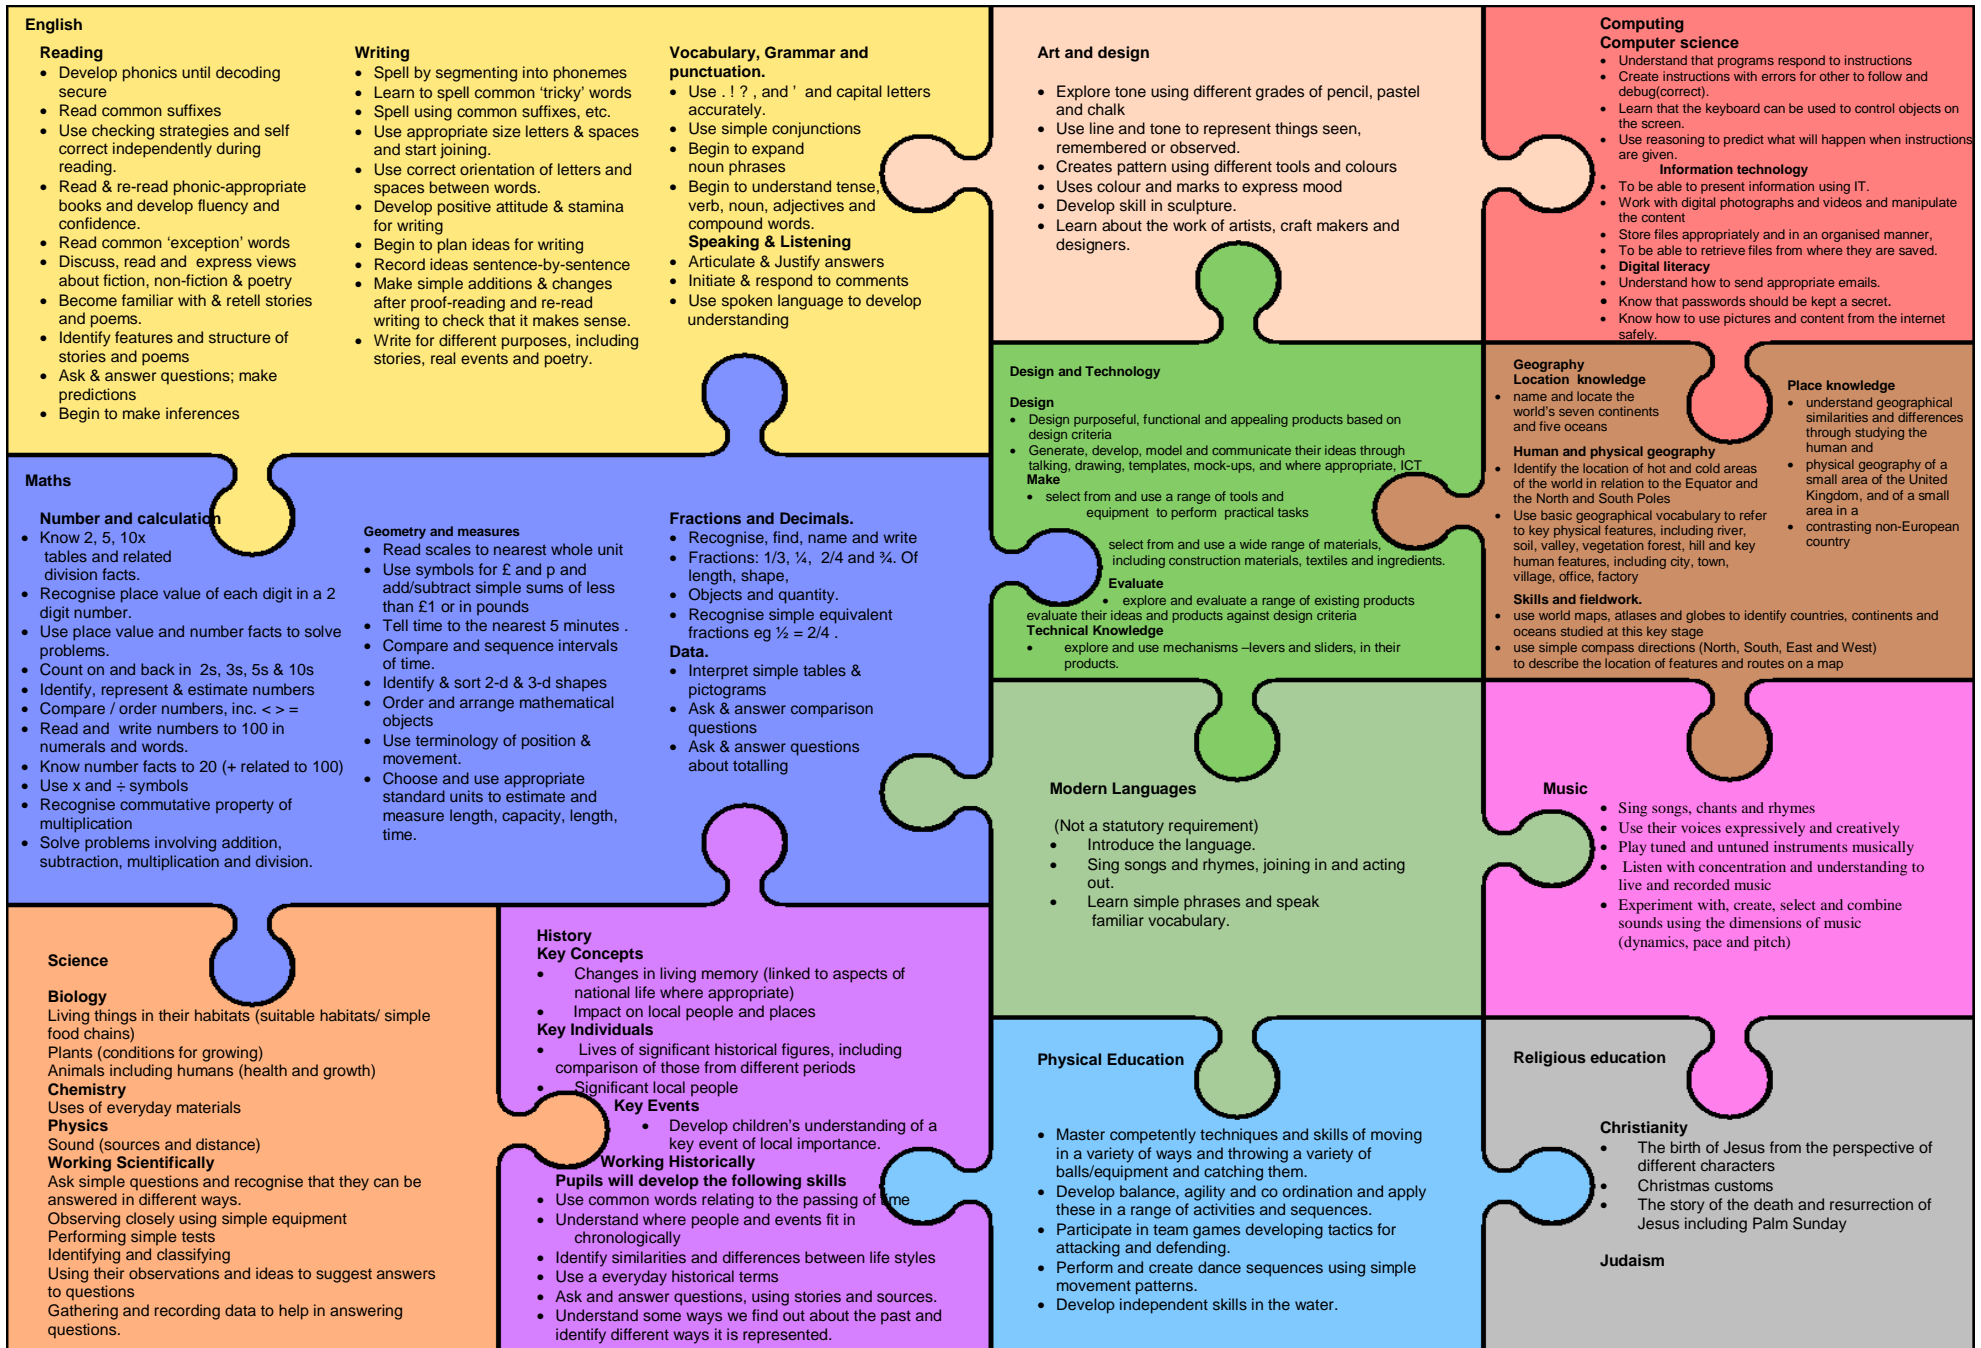 English
Reading
• Develop phonics until decoding
secure
• Read common suffixes
• Use checking strategies and self
correct independently during
reading.
• Read & re-read phonic-appropriate
books and develop fluency and
confidence.
• Read common ‘exception’ words
• Discuss, read and express views
about fiction, non-fiction & poetry
• Become familiar with & retell stories
and poems.
• Identify features and structure of
stories and poems
• Ask & answer questions; make
predictions
• Begin to make inferences
Writing
• Spell by segmenting into phonemes
• Learn to spell common ‘tricky’ words
• Spell using common suffixes, etc.
• Use appropriate size letters & spaces
and start joining.
• Use correct orientation of letters and
spaces between words.
• Develop positive attitude & stamina
for writing
• Begin to plan ideas for writing
• Record ideas sentence-by-sentence
• Make simple additions & changes
after proof-reading and re-read
writing to check that it makes sense.
• Write for different purposes, including
stories, real events and poetry.
Vocabulary, Grammar and
punctuation.
• Use . ! ? , and ’ and capital letters
accurately.
• Use simple conjunctions
• Begin to expand
noun phrases
• Begin to understand tense,
verb, noun, adjectives and
compound words.
Speaking & Listening
• Articulate & Justify answers
• Initiate & respond to comments
• Use spoken language to develop
understanding
Art and design
• Explore tone using different grades of pencil, pastel
and chalk
• Use line and tone to represent things seen,
remembered or observed.
• Creates pattern using different tools and colours
• Uses colour and marks to express mood
• Develop skill in sculpture.
• Learn about the work of artists, craft makers and
designers.
Computing
Computer science
• Understand that programs respond to instructions
• Create instructions with errors for other to follow and
debug(correct).
• Learn that the keyboard can be used to control objects on
the screen.
• Use reasoning to predict what will happen when instructions
are given.
Information technology
• To be able to present information using IT.
• Work with digital photographs and videos and manipulate
the content
• Store files appropriately and in an organised manner,
• To be able to retrieve files from where they are saved.
• Digital literacy
• Understand how to send appropriate emails.
• Know that passwords should be kept a secret.
• Know how to use pictures and content from the internet
safely.
Maths
Number and calculation
• Know 2, 5, 10x
tables and related
division facts.
• Recognise place value of each digit in a 2
digit number.
• Use place value and number facts to solve
problems.
• Count on and back in 2s, 3s, 5s & 10s
• Identify, represent & estimate numbers
• Compare / order numbers, inc. < > =
• Read and write numbers to 100 in
numerals and words.
• Know number facts to 20 (+ related to 100)
• Use x and ÷ symbols
• Recognise commutative property of
multiplication
• Solve problems involving addition,
subtraction, multiplication and division.
Geometry and measures
• Read scales to nearest whole unit
• Use symbols for £ and p and
add/subtract simple sums of less
than £1 or in pounds
• Tell time to the nearest 5 minutes .
• Compare and sequence intervals
of time.
• Identify & sort 2-d & 3-d shapes
• Order and arrange mathematical
objects
• Use terminology of position &
movement.
• Choose and use appropriate
standard units to estimate and
measure length, capacity, length,
time.
Fractions and Decimals.
• Recognise, find, name and write
• Fractions: 1/3, ¼, 2/4 and ¾. Of
length, shape,
• Objects and quantity.
• Recognise simple equivalent
fractions eg ½ = 2/4 .
Data.
• Interpret simple tables &
pictograms
• Ask & answer comparison
questions
• Ask & answer questions
about totalling
Design and Technology
Design
• Design purposeful, functional and appealing products based on
design criteria
• Generate, develop, model and communicate their ideas through
talking, drawing, templates, mock-ups, and where appropriate, ICT
Make
• select from and use a range of tools and
equipment to perform practical tasks
select from and use a wide range of materials,
including construction materials, textiles and ingredients.
Evaluate
• explore and evaluate a range of existing products
evaluate their ideas and products against design criteria
Technical Knowledge
• explore and use mechanisms –levers and sliders, in their
products.
Geography
Location knowledge
• name and locate the
world’s seven continents
and five oceans
Human and physical geography
• Identify the location of hot and cold areas
of the world in relation to the Equator and
the North and South Poles
• Use basic geographical vocabulary to refer
to key physical features, including river,
soil, valley, vegetation forest, hill and key
human features, including city, town,
village, office, factory
Skills and fieldwork.
• use world maps, atlases and globes to identify countries, continents and
oceans studied at this key stage
• use simple compass directions (North, South, East and West)
to describe the location of features and routes on a map
Place knowledge
• understand geographical
similarities and differences
through studying the
human and
• physical geography of a
small area of the United
Kingdom, and of a small
area in a
• contrasting non-European
country
Modern Languages
(Not a statutory requirement)
• Introduce the language.
• Sing songs and rhymes, joining in and acting
out.
• Learn simple phrases and speak
familiar vocabulary.
Music
• Sing songs, chants and rhymes
• Use their voices expressively and creatively
• Play tuned and untuned instruments musically
• Listen with concentration and understanding to
live and recorded music
• Experiment with, create, select and combine
sounds using the dimensions of music
(dynamics, pace and pitch)
Science
Biology
Living things in their habitats (suitable habitats/ simple
food chains)
Plants (conditions for growing)
Animals including humans (health and growth)
Chemistry
Uses of everyday materials
Physics
Sound (sources and distance)
Working Scientifically
Ask simple questions and recognise that they can be
answered in different ways.
Observing closely using simple equipment
Performing simple tests
Identifying and classifying
Using their observations and ideas to suggest answers
to questions
Gathering and recording data to help in answering
questions.
History
Key Concepts
• Changes in living memory (linked to aspects of
national life where appropriate)
• Impact on local people and places
Key Individuals
• Lives of significant historical figures, including
comparison of those from different periods
• Significant local people
Key Events
• Develop children’s understanding of a
key event of local importance.
Working Historically
Pupils will develop the following skills
• Use common words relating to the passing of time
• Understand where people and events fit in
chronologically
• Identify similarities and differences between life styles
• Use a everyday historical terms
• Ask and answer questions, using stories and sources.
• Understand some ways we find out about the past and
identify different ways it is represented.
Physical Education
• Master competently techniques and skills of moving
in a variety of ways and throwing a variety of
balls/equipment and catching them.
• Develop balance, agility and co ordination and apply
these in a range of activities and sequences.
• Participate in team games developing tactics for
attacking and defending.
• Perform and create dance sequences using simple
movement patterns.
• Develop independent skills in the water.
Religious education
Christianity
• The birth of Jesus from the perspective of
different characters
• Christmas customs
• The story of the death and resurrection of
Jesus including Palm Sunday
Judaism